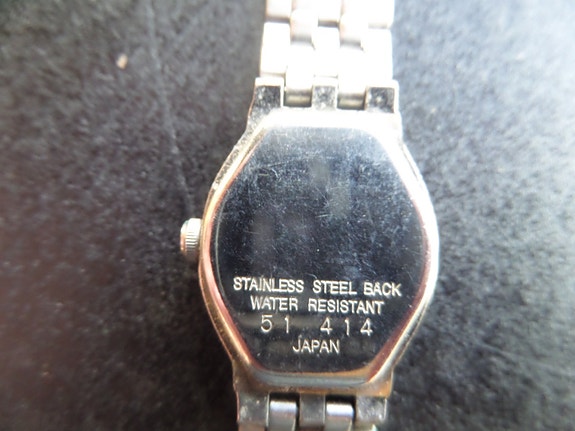 STAINLESS STEEL BACK
WATER RESISTANT
51 414
JAPAN